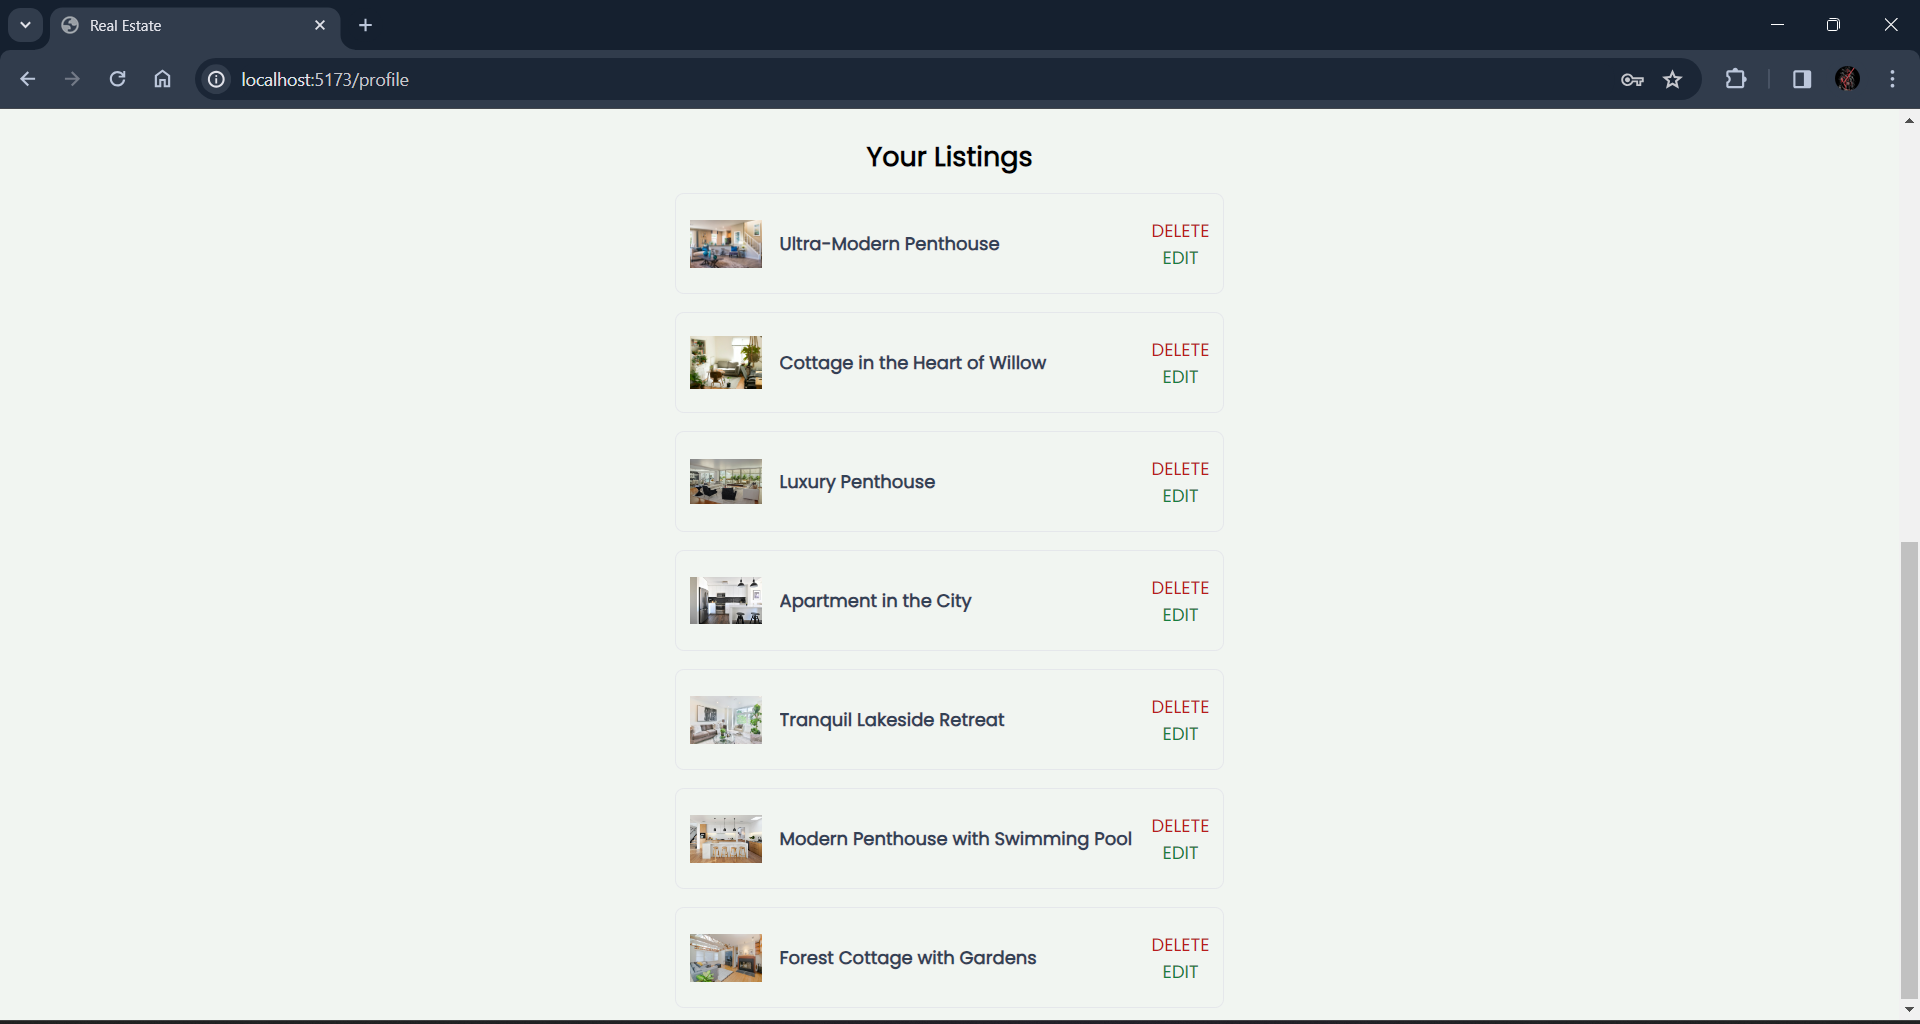 Real Estate
localhost:5173/profile
Your Listings
Ultra-Modern Penthouse
DELETE
EDIT
Cottage in the Heart of Willow
DELETE
EDIT
Luxury Penthouse
DELETE
EDIT
Apartment in the City
DELETE
EDIT
Tranquil Lakeside Retreat
DELETE
EDIT
Modern Penthouse with Swimming Pool
DELETE
EDIT
Forest Cottage with Gardens
DELETE
EDIT